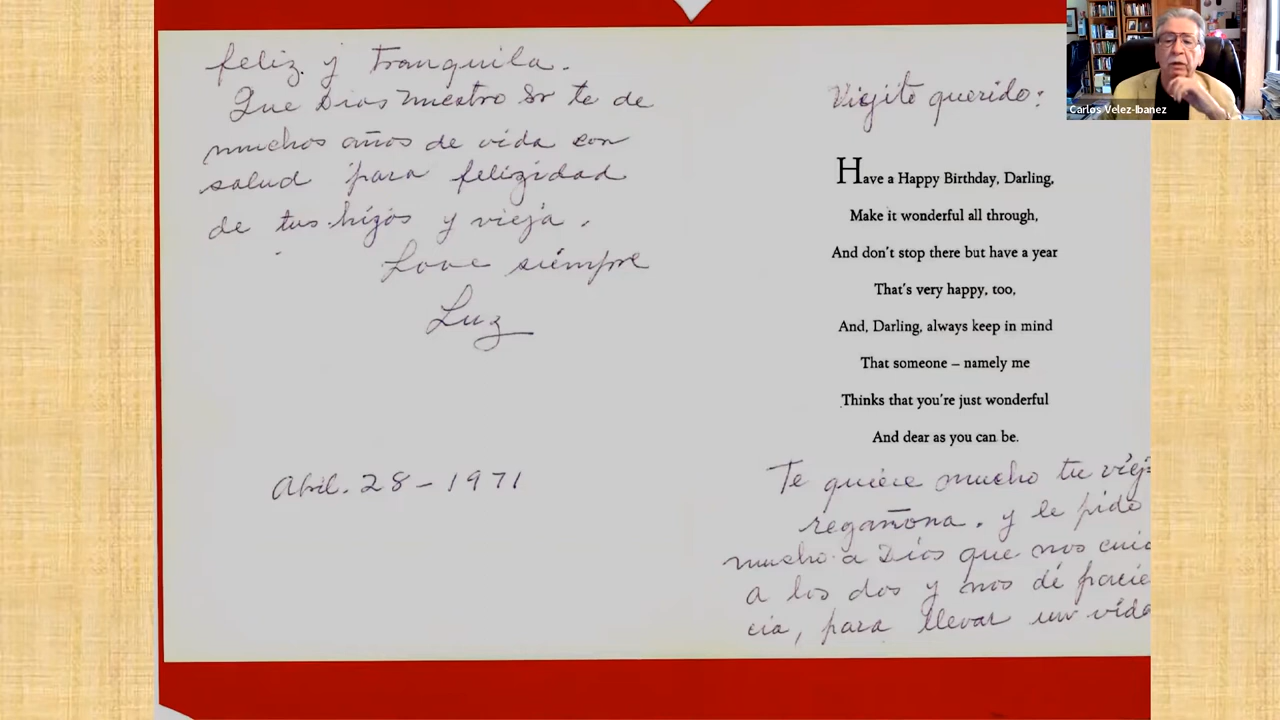 feliz y tranquila.
Que Dios Nuestro Sr te de
muchos años de vida con
salud para felizidad
de tus hijos y vieja.
Love siempre
Luz
Abril. 28-1971
Viejito querido:
Have a Happy Birthday, Darling,
Make it wonderful all through,
And don't stop there but have a year
That's very happy, too,
And, Darling, always keep in mind
That someone – namely me
Thinks that you're just wonderful
And dear as you can be.
Te quiere mucho tu viej
regañona. y le pido
mucho a Dios que nos cuid
a los dos y nos dé pacie
cia, para llevar un vida
Carlos Velez-Ibanez